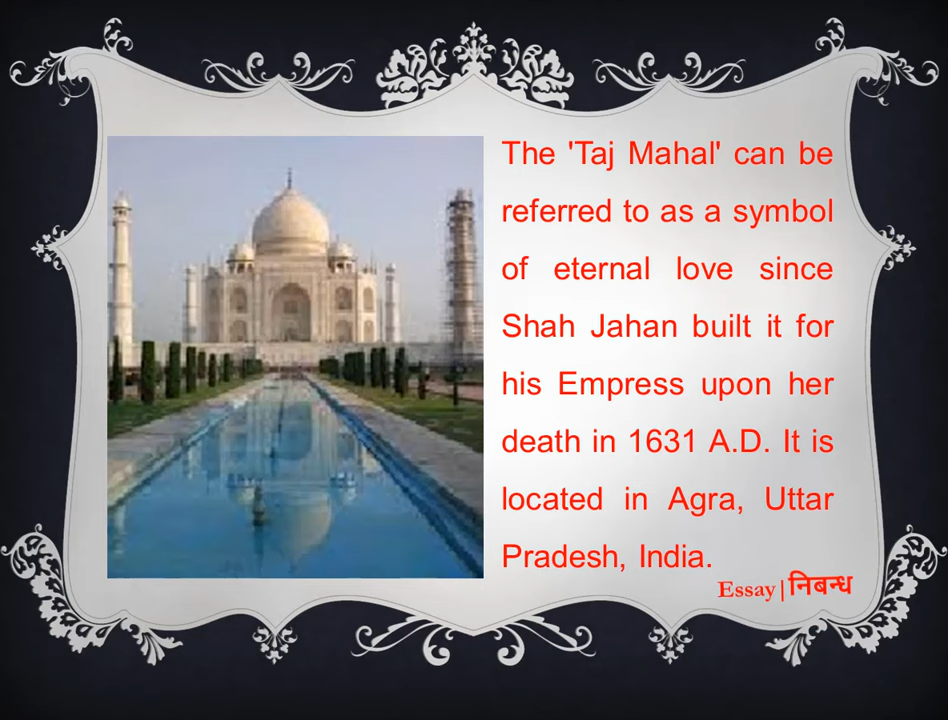 The 'Taj Mahal' can be
referred to as a symbol
of eternal love since
Shah Jahan built it for
his Empress upon her
death in 1631 A.D. It is
located in Agra, Uttar
Pradesh, India.
Essay|निबन्ध